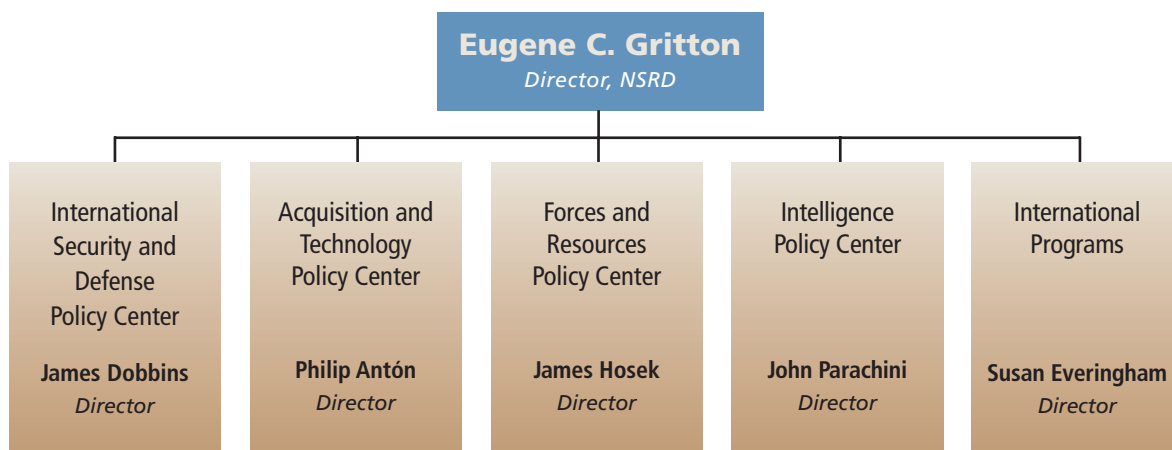 Eugene C. Gritton
Director, NSRD
International
Security and
Defense
Policy Center
James Dobbins
Director
Acquisition and
Technology
Policy Center
Philip Antón
Director
Forces and
Resources
Policy Center
James Hosek
Director
Intelligence
Policy Center
John Parachini
Director
International
Programs
Susan Everingham
Director